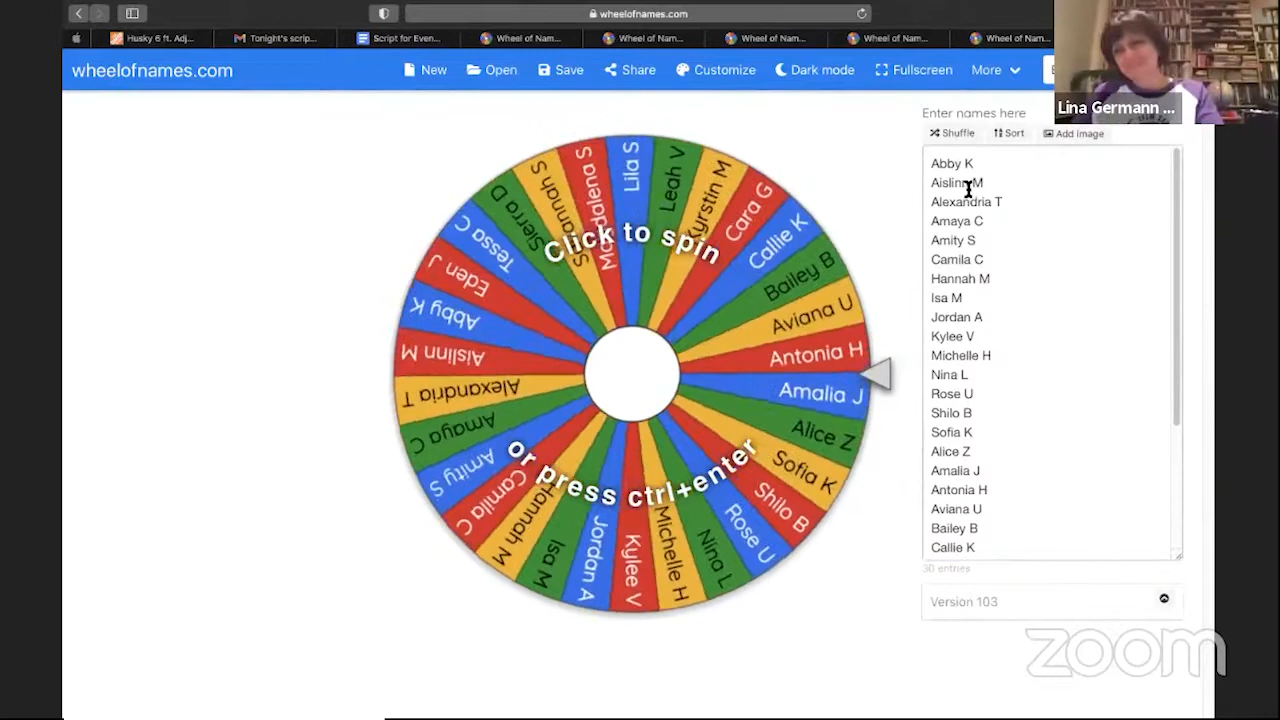 wheelofnames.com
Husky 6 ft. Adj...
Tonight's scrip...
Script for Even...
Wheel of Nam...
Wheel of Nam...
Wheel of Nam...
Wheel of Nam...
Wheel of Nam...
wheelofnames.com
New
Open
Save
Share
Customize
Dark mode
Fullscreen
More
Lina Germann ...
Enter names here
Shuffle
Sort
Add image
Abby K
Aislinn M
Alexandria T
Amaya C
Amity S
Camila C
Hannah M
Isa M
Jordan A
Kylee V
Michelle H
Nina L
Rose U
Shilo B
Sofia K
Alice Z
Amalia J
Antonia H
Aviana U
Bailey B
Callie K
30 entries
Version 103
Click to spin
or press ctrl+enter
Lila S
Leah V
Kyrstin M
Cara G
Callie K
Bailey B
Aviana U
Antonia H
Amalia J
Alice Z
Sofia K
Shilo B
Rose U
Nina L
Michelle H
Kylee V
Jordan A
Isa M
Hannah M
Camila C
Amity S
Amaya C
Alexandria T
Aislinn M
Abby K
Eden J
Tessa C
Sierra D
Maddalena S
zoom